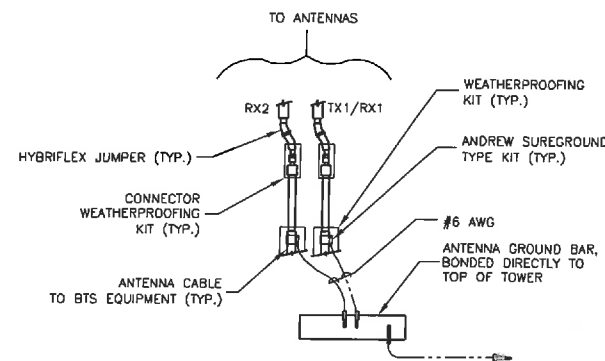 TO ANTENNAS
RX2
TX1/RX1
WEATHERPROOFING
KIT (TYP.)
HYBRIFLEX JUMPER (TYP.)
ANDREW SUREGROUND
TYPE KIT (TYP.)
CONNECTOR
WEATHERPROOFING
KIT (TYP.)
#6 AWG
ANTENNA CABLE
TO BTS EQUIPMENT (TYP.)
ANTENNA GROUND BAR,
BONDED DIRECTLY TO
TOP OF TOWER